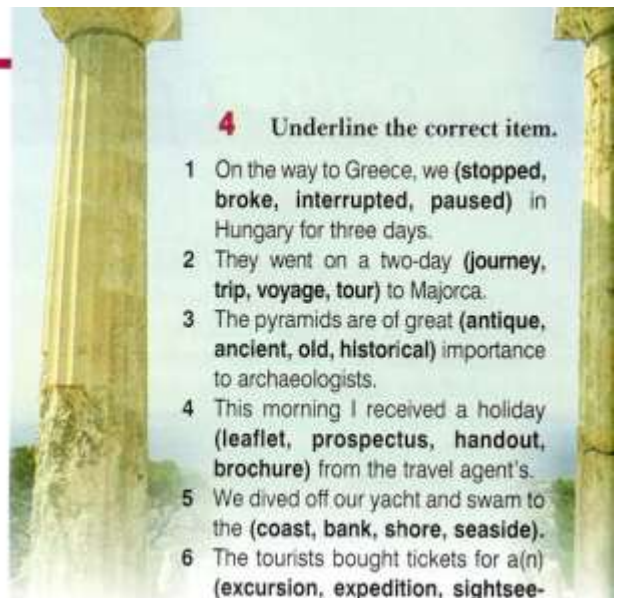 4 Underline the correct item.
1 On the way to Greece, we (stopped,
broke, interrupted, paused) in
Hungary for three days.
2 They went on a two-day (journey,
trip, voyage, tour) to Majorca.
3 The pyramids are of great (antique,
ancient, old, historical) importance
to archaeologists.
4 This morning I received a holiday
(leaflet, prospectus, handout,
brochure) from the travel agent's.
5 We dived off our yacht and swam to
the (coast, bank, shore, seaside).
6 The tourists bought tickets for a(n)
(excursion, expedition, sightsee-